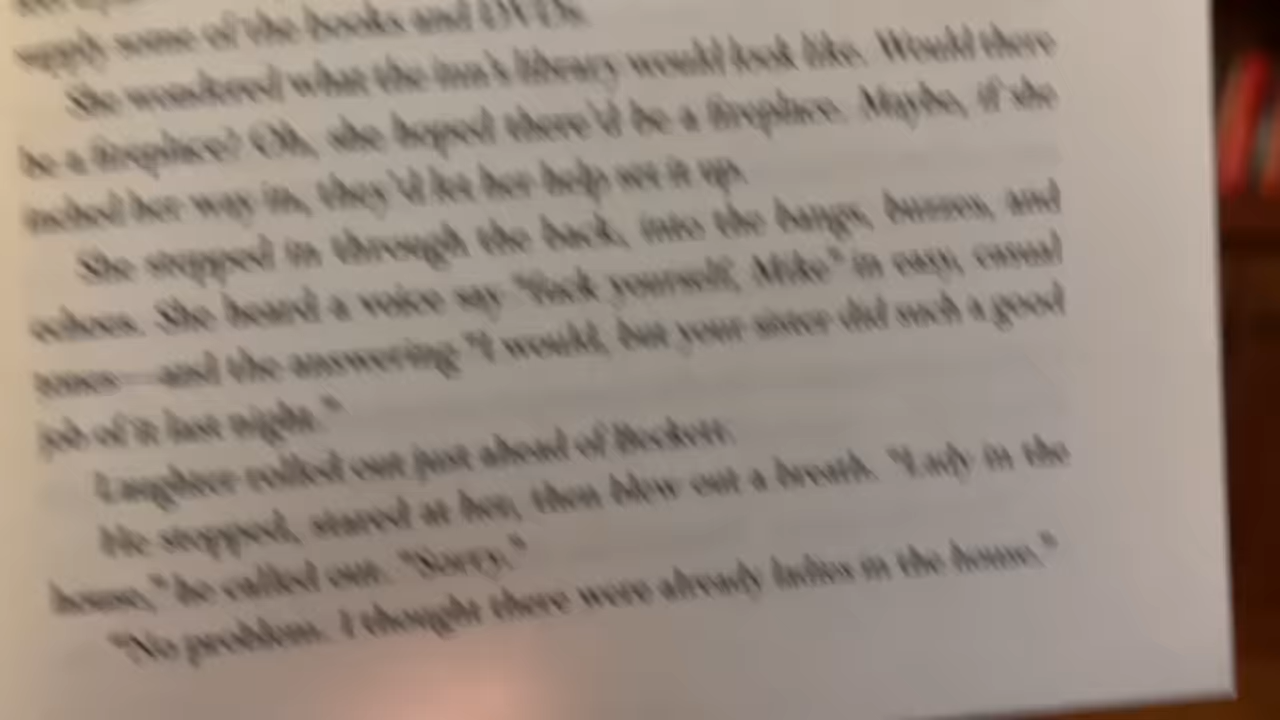 supply some of the books and DVDs.
She wondered what the inn's library would look like. Would there
be a fireplace? Oh, she hoped there'd be a fireplace. Maybe, if she
inched her way in, they'd let her help set it up.
She stepped in through the back, into the bangs, buzzes, and
echoes. She heard a voice say "fuck yourself, Mike" in easy, casual
tones—and the answering "I would, but your sister did such a good
job of it last night."
Laughter rolled out just ahead of Beckett.
He stopped, stared at her, then blew out a breath. "Lady in the
house," he called out. "Sorry."
"No problem. I thought there were already ladies in the house."